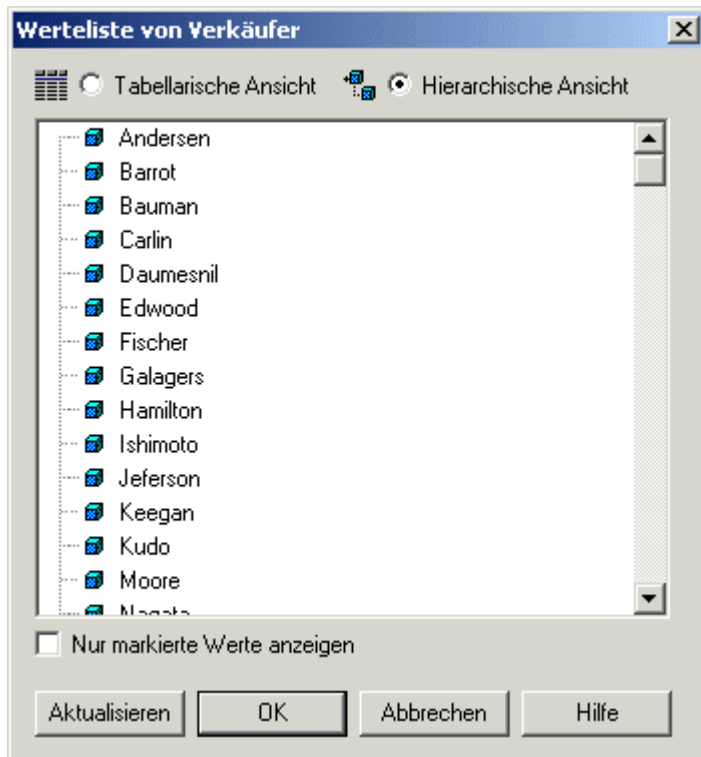 Werteliste von Verkäufer
Tabellarische Ansicht Hierarchische Ansicht
Andersen
Barrot
Bauman
Carlin
Daumesnil
Edwood
Fischer
Galagers
Hamilton
Ishimoto
Jeferson
Keegan
Kudo
Moore
Nagata
Nur markierte Werte anzeigen
Aktualisieren OK Abbrechen Hilfe